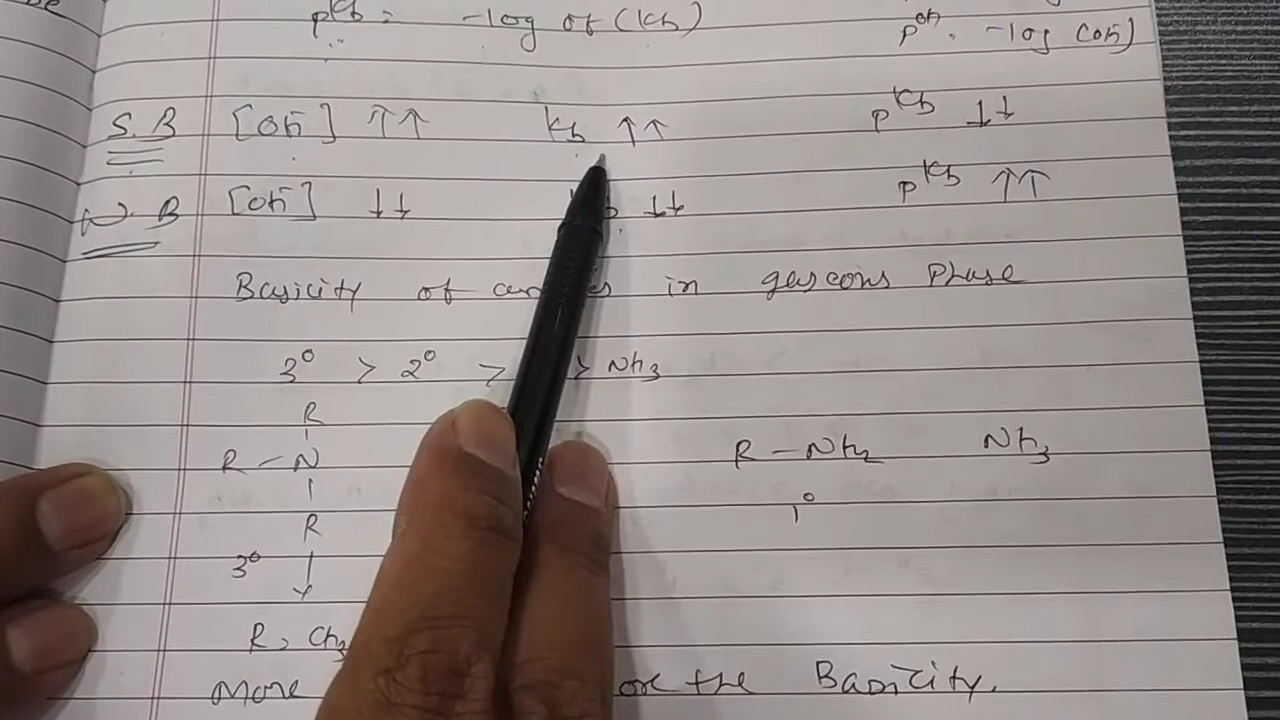 pKb = -log of (Kb)
pOH = -log (OH̄)
S.B [OH̄] ↑↑ Kb ↑↑ pKb ↓↓
W.B [OH̄] ↓↓ ↓↓ pKb ↑↑
Basicity of in gaseous Phase
3° > 2° > > NH3
R
R - N R - NH2 NH3
R 1°
3°
R, CH3
More the Basicity.